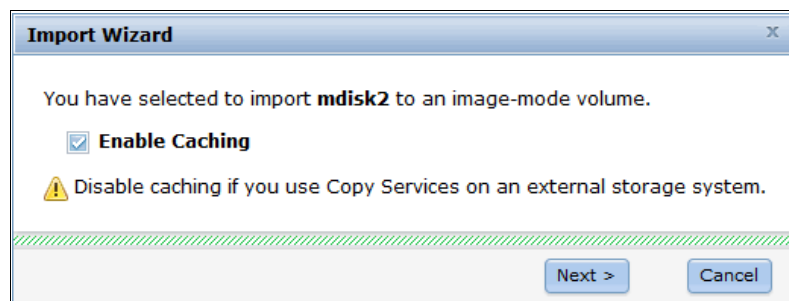 Import Wizard x
You have selected to import mdisk2 to an image-mode volume.
Enable Caching
Disable caching if you use Copy Services on an external storage system.
Next > Cancel